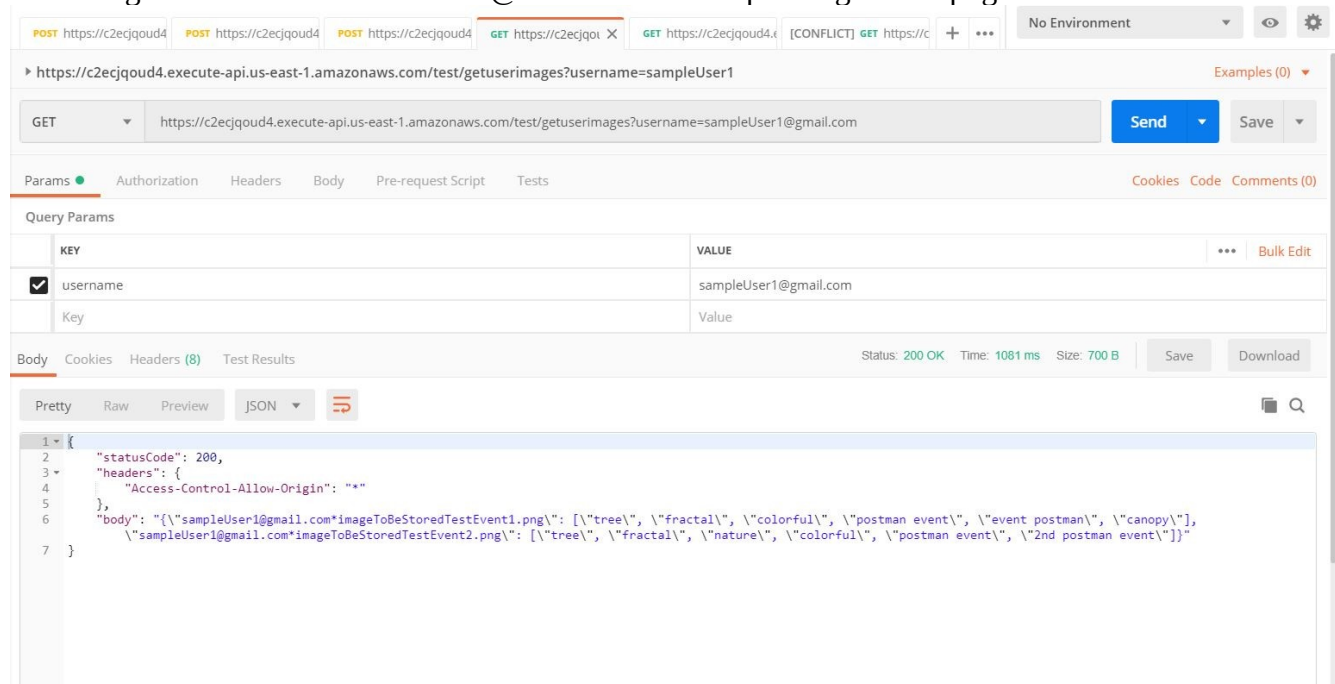 POST https://c2ecjqoud4 POST https://c2ecjqoud4 POST https://c2ecjqoud4 GET https://c2ecjqou GET https://c2ecjqoud4.e [CONFLICT] GET https://c + ••• No Environment
https://c2ecjqoud4.execute-api.us-east-1.amazonaws.com/test/getuserimages?username=sampleUser1 Examples (0)
GET https://c2ecjqoud4.execute-api.us-east-1.amazonaws.com/test/getuserimages?username=sampleUser1@gmail.com Send Save
Params Authorization Headers Body Pre-request Script Tests Cookies Code Comments (0)
Query Params
KEY VALUE ••• Bulk Edit
username sampleUser1@gmail.com
Key Value
Body Cookies Headers (8) Test Results Status: 200 OK Time: 1081 ms Size: 700 B Save Download
Pretty Raw Preview JSON
1 {
2 "statusCode": 200,
3 "headers": {
4 "Access-Control-Allow-Origin": "*"
5 },
6 "body": "{\"sampleUser1@gmail.com*imageToBeStoredTestEvent1.png\": [\"tree\", \"fractal\", \"colorful\", \"postman event\", \"event postman\", \"canopy\"],
\"sampleUser1@gmail.com*imageToBeStoredTestEvent2.png\": [\"tree\", \"fractal\", \"nature\", \"colorful\", \"postman event\", \"2nd postman event\"]}"
7 }